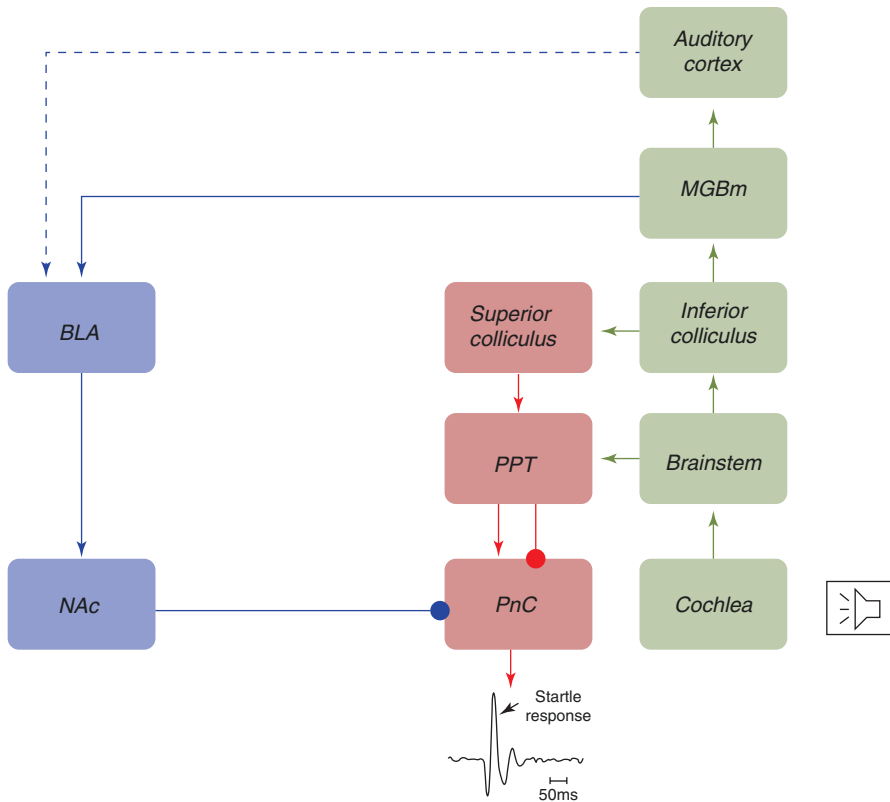 Auditory
cortex
MGBm
BLA
Superior
colliculus
Inferior
colliculus
PPT
Brainstem
NAc
PnC
Cochlea
Startle
response
50ms